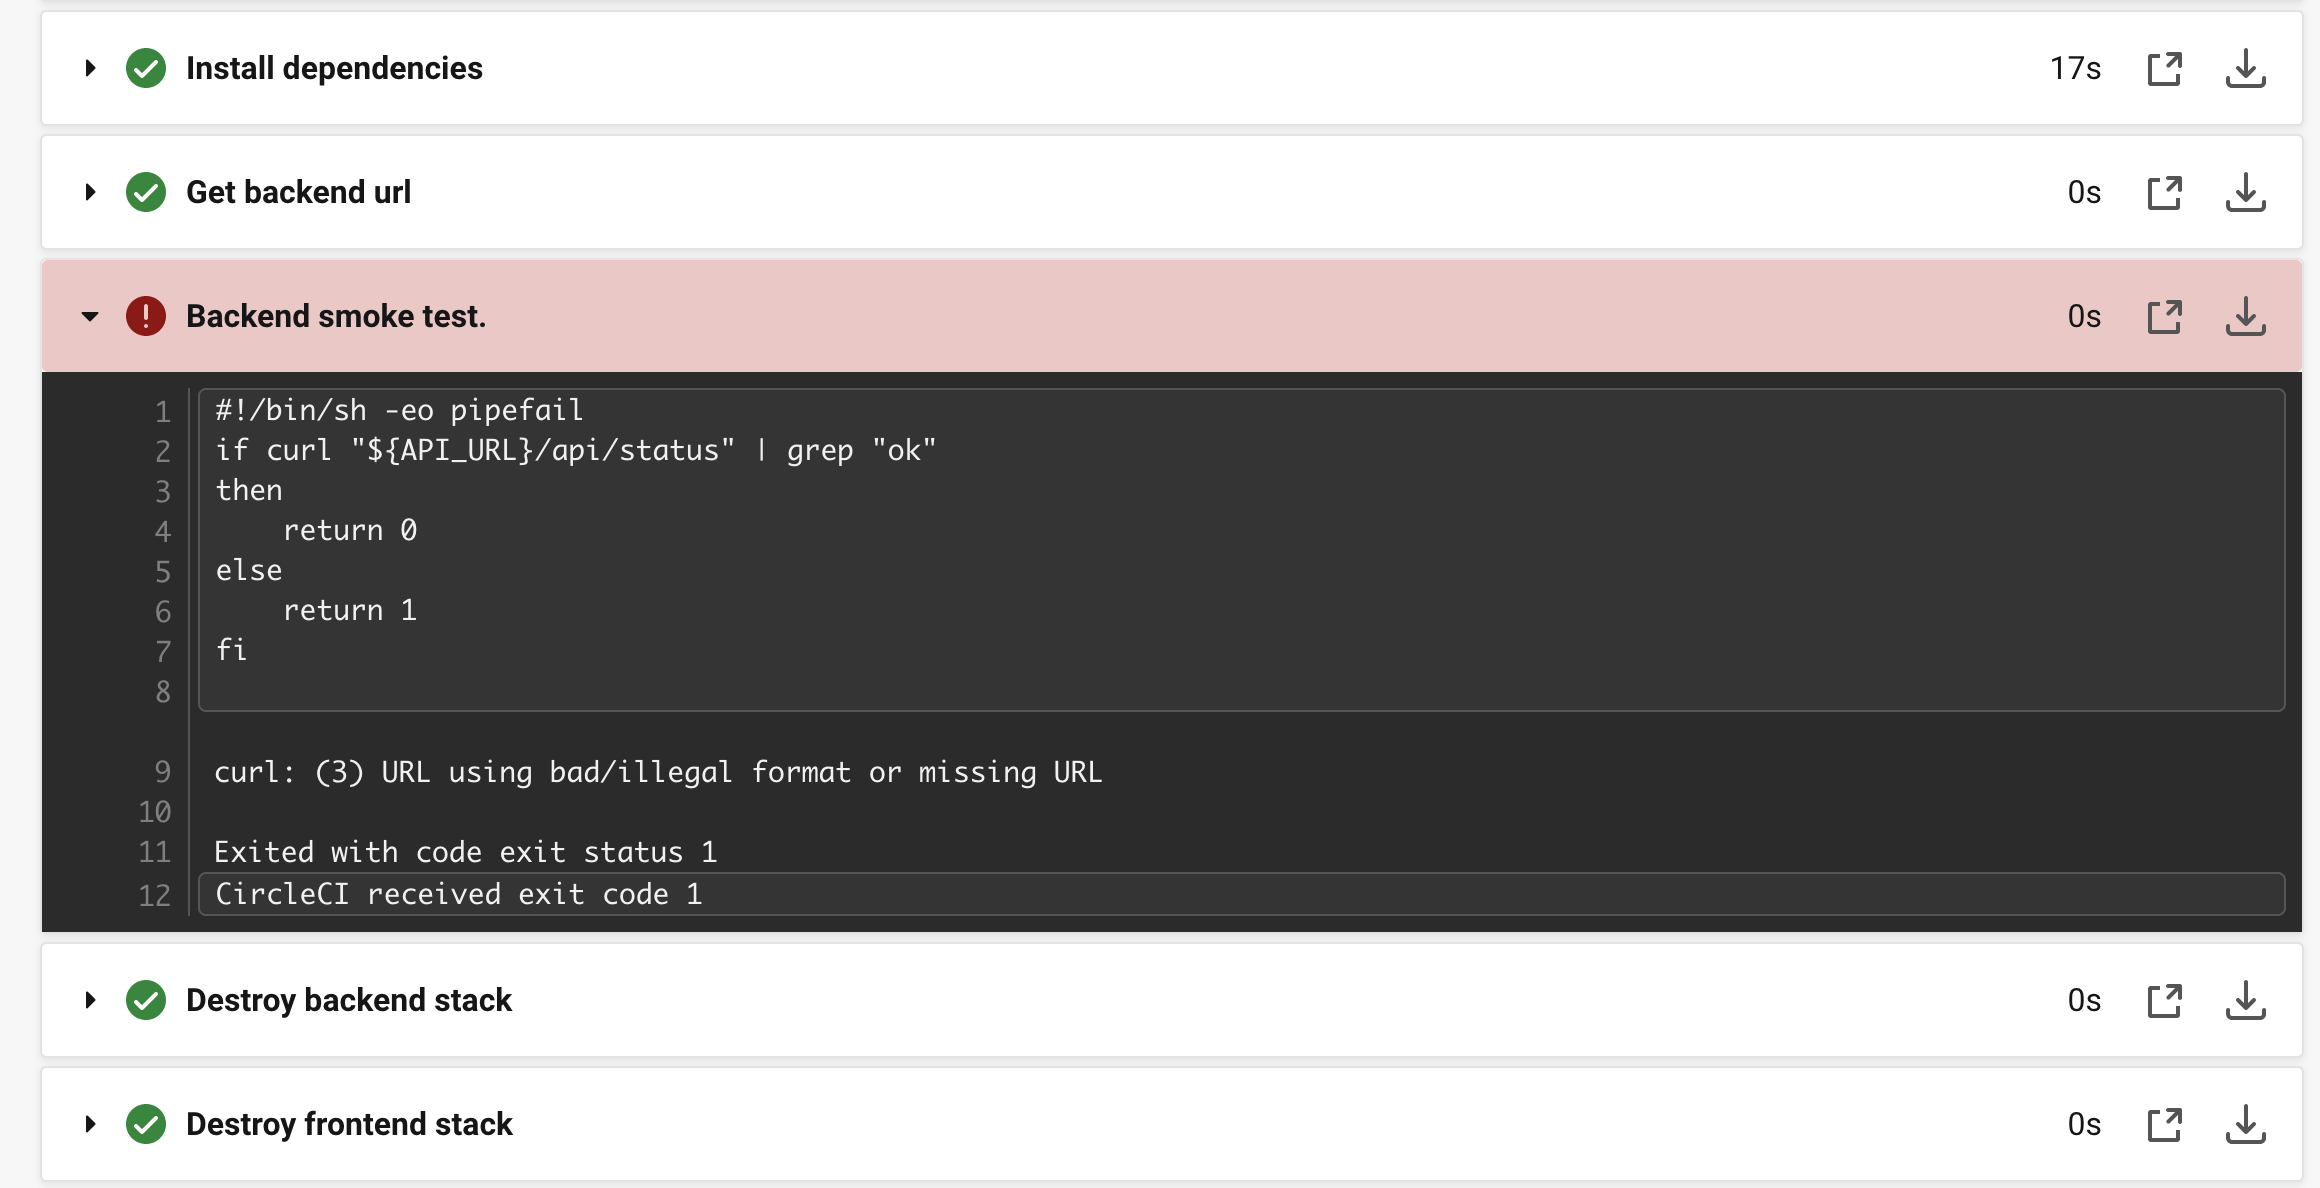 Install dependencies 17s
Get backend url 0s
Backend smoke test. 0s
1 #!/bin/sh -eo pipefail
2 if curl "${API_URL}/api/status" | grep "ok"
3 then
4     return 0
5 else
6     return 1
7 fi
8
9 curl: (3) URL using bad/illegal format or missing URL
10
11 Exited with code exit status 1
12 CircleCI received exit code 1
Destroy backend stack 0s
Destroy frontend stack 0s